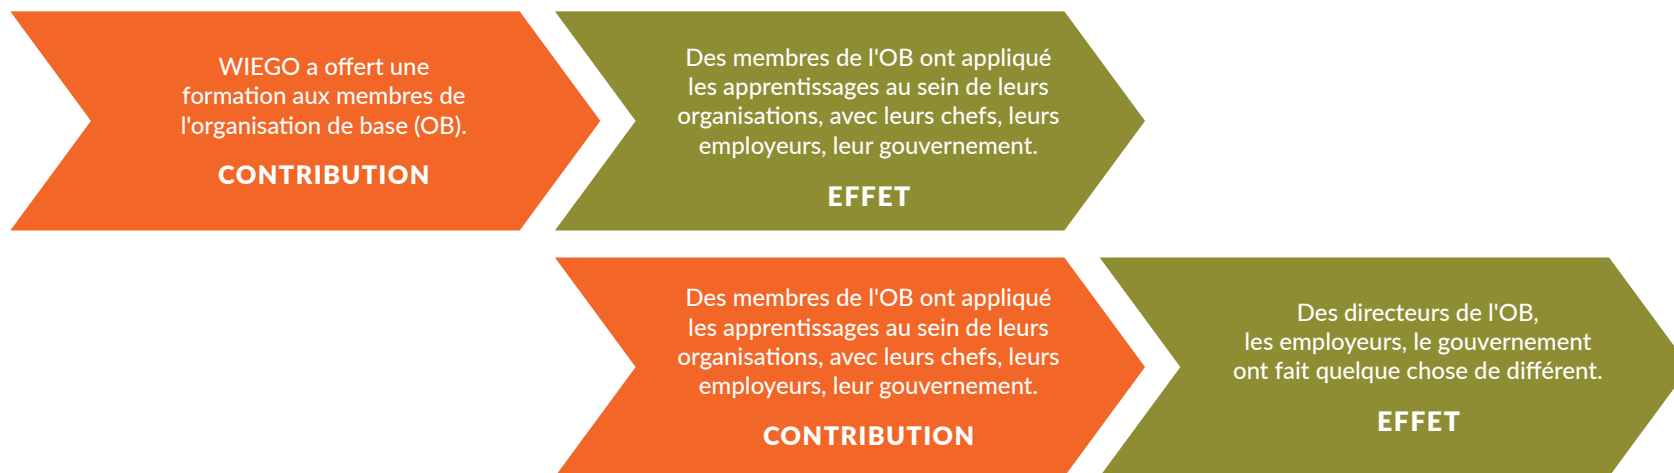 WIEGO a offert une
formation aux membres de
l'organisation de base (OB).
CONTRIBUTION
Des membres de l'OB ont appliqué
les apprentissages au sein de leurs
organisations, avec leurs chefs, leurs
employeurs, leur gouvernement.
EFFET
Des membres de l'OB ont appliqué
les apprentissages au sein de leurs
organisations, avec leurs chefs, leurs
employeurs, leur gouvernement.
CONTRIBUTION
Des directeurs de l'OB,
les employeurs, le gouvernement
ont fait quelque chose de différent.
EFFET